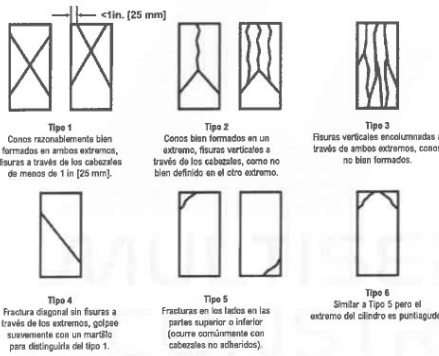 <1in. [25 mm]
Tipo 1
Conos razonablemente bien
formados en ambos extremos,
fisuras a través de los cabezales
de menos de 1 in [25 mm].
Tipo 2
Conos bien formados en un
extremo, fisuras verticales a
través de los cabezales, como no
bien definido en el otro extremo.
Tipo 3
Fisuras verticales encolumnadas a
través de ambos extremos, conos
no bien formados.
Tipo 4
Fractura diagonal sin fisuras a
través de los extremos, golpee
suavemente con un martillo
para distinguirla del tipo 1.
Tipo 5
Fracturas en los lados en las
partes superior o inferior
(ocurre comúnmente con
cabezales no adheridos).
Tipo 6
Similar a Tipo 5 pero el
extremo del cilindro es puntiagudo